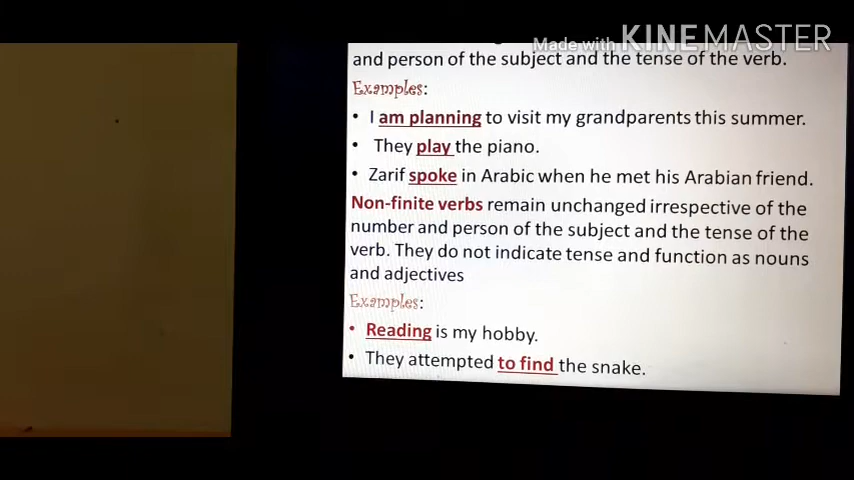 Made with KINEMASTER
and person of the subject and the tense of the verb.
Examples:
• I am planning to visit my grandparents this summer.
• They play the piano.
• Zarif spoke in Arabic when he met his Arabian friend.
Non-finite verbs remain unchanged irrespective of the
number and person of the subject and the tense of the
verb. They do not indicate tense and function as nouns
and adjectives
Examples:
• Reading is my hobby.
• They attempted to find the snake.